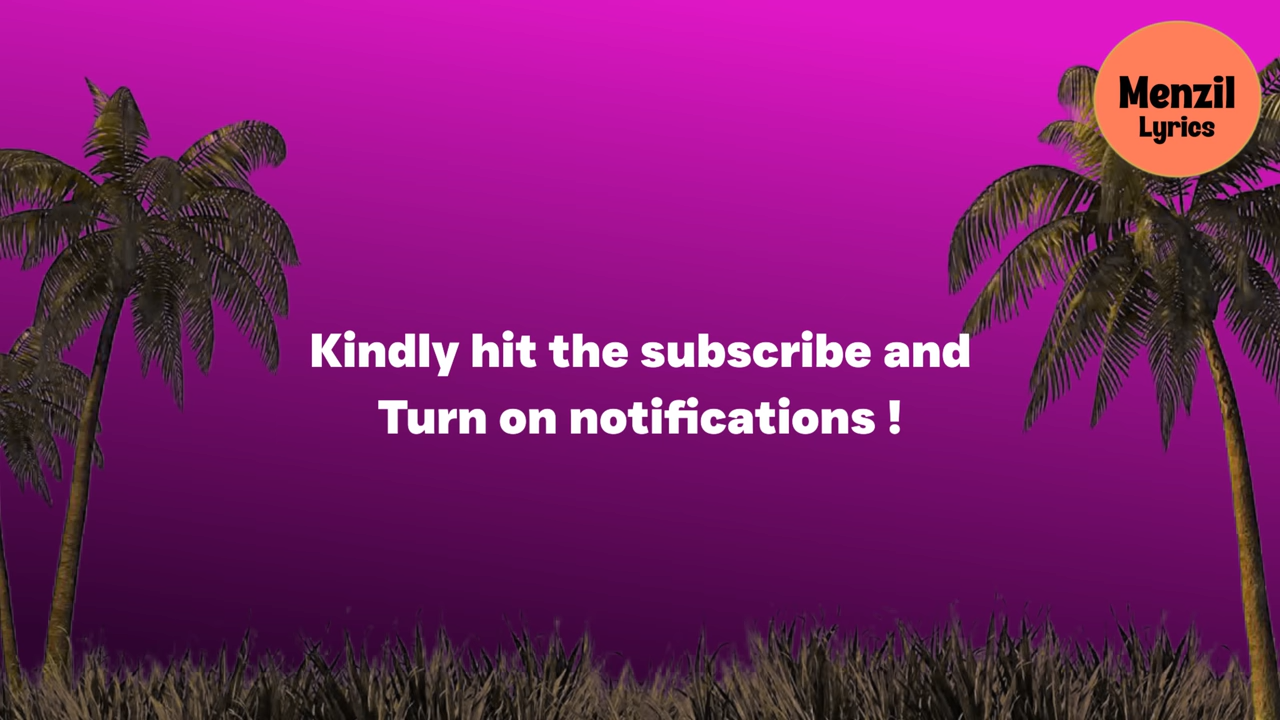 Menzil
Lyrics
Kindly hit the subscribe and
Turn on notifications !